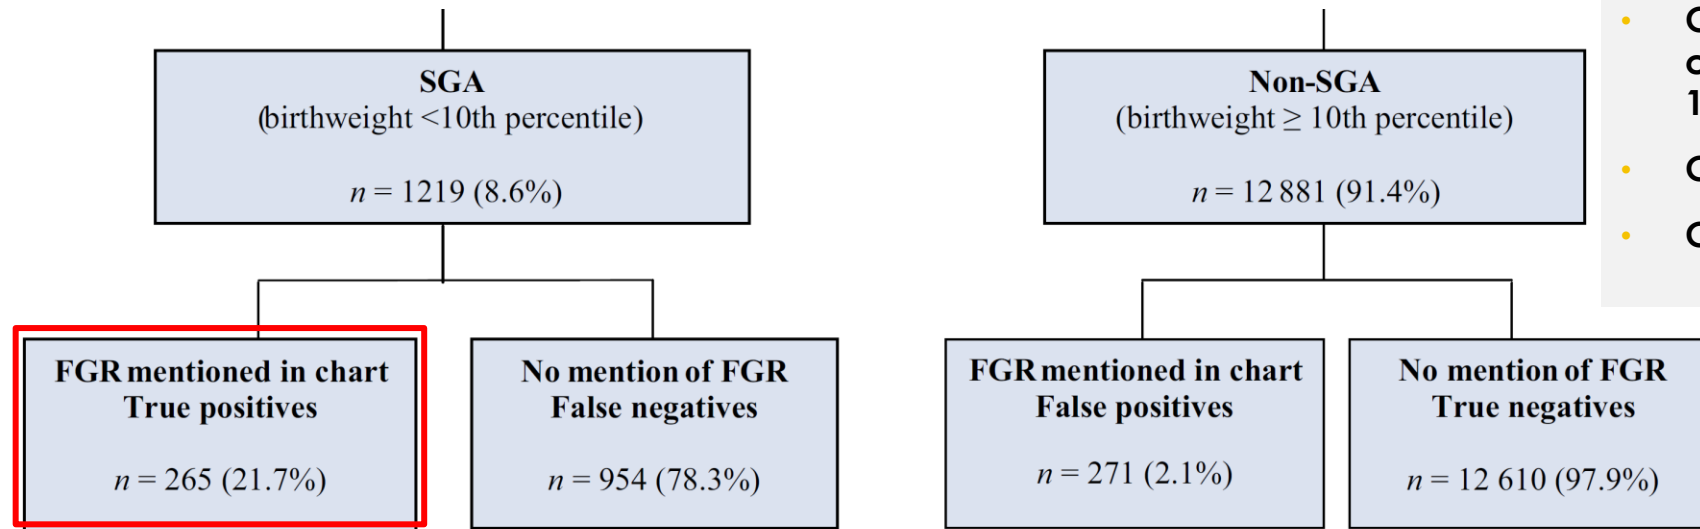 SGA
(birthweight <10th percentile)
n = 1219 (8.6%)
Non-SGA
(birthweight ≥ 10th percentile)
n = 12 881 (91.4%)
FGR mentioned in chart
True positives
n = 265 (21.7%)
No mention of FGR
False negatives
n = 954 (78.3%)
FGR mentioned in chart
False positives
n = 271 (2.1%)
No mention of FGR
True negatives
n = 12 610 (97.9%)